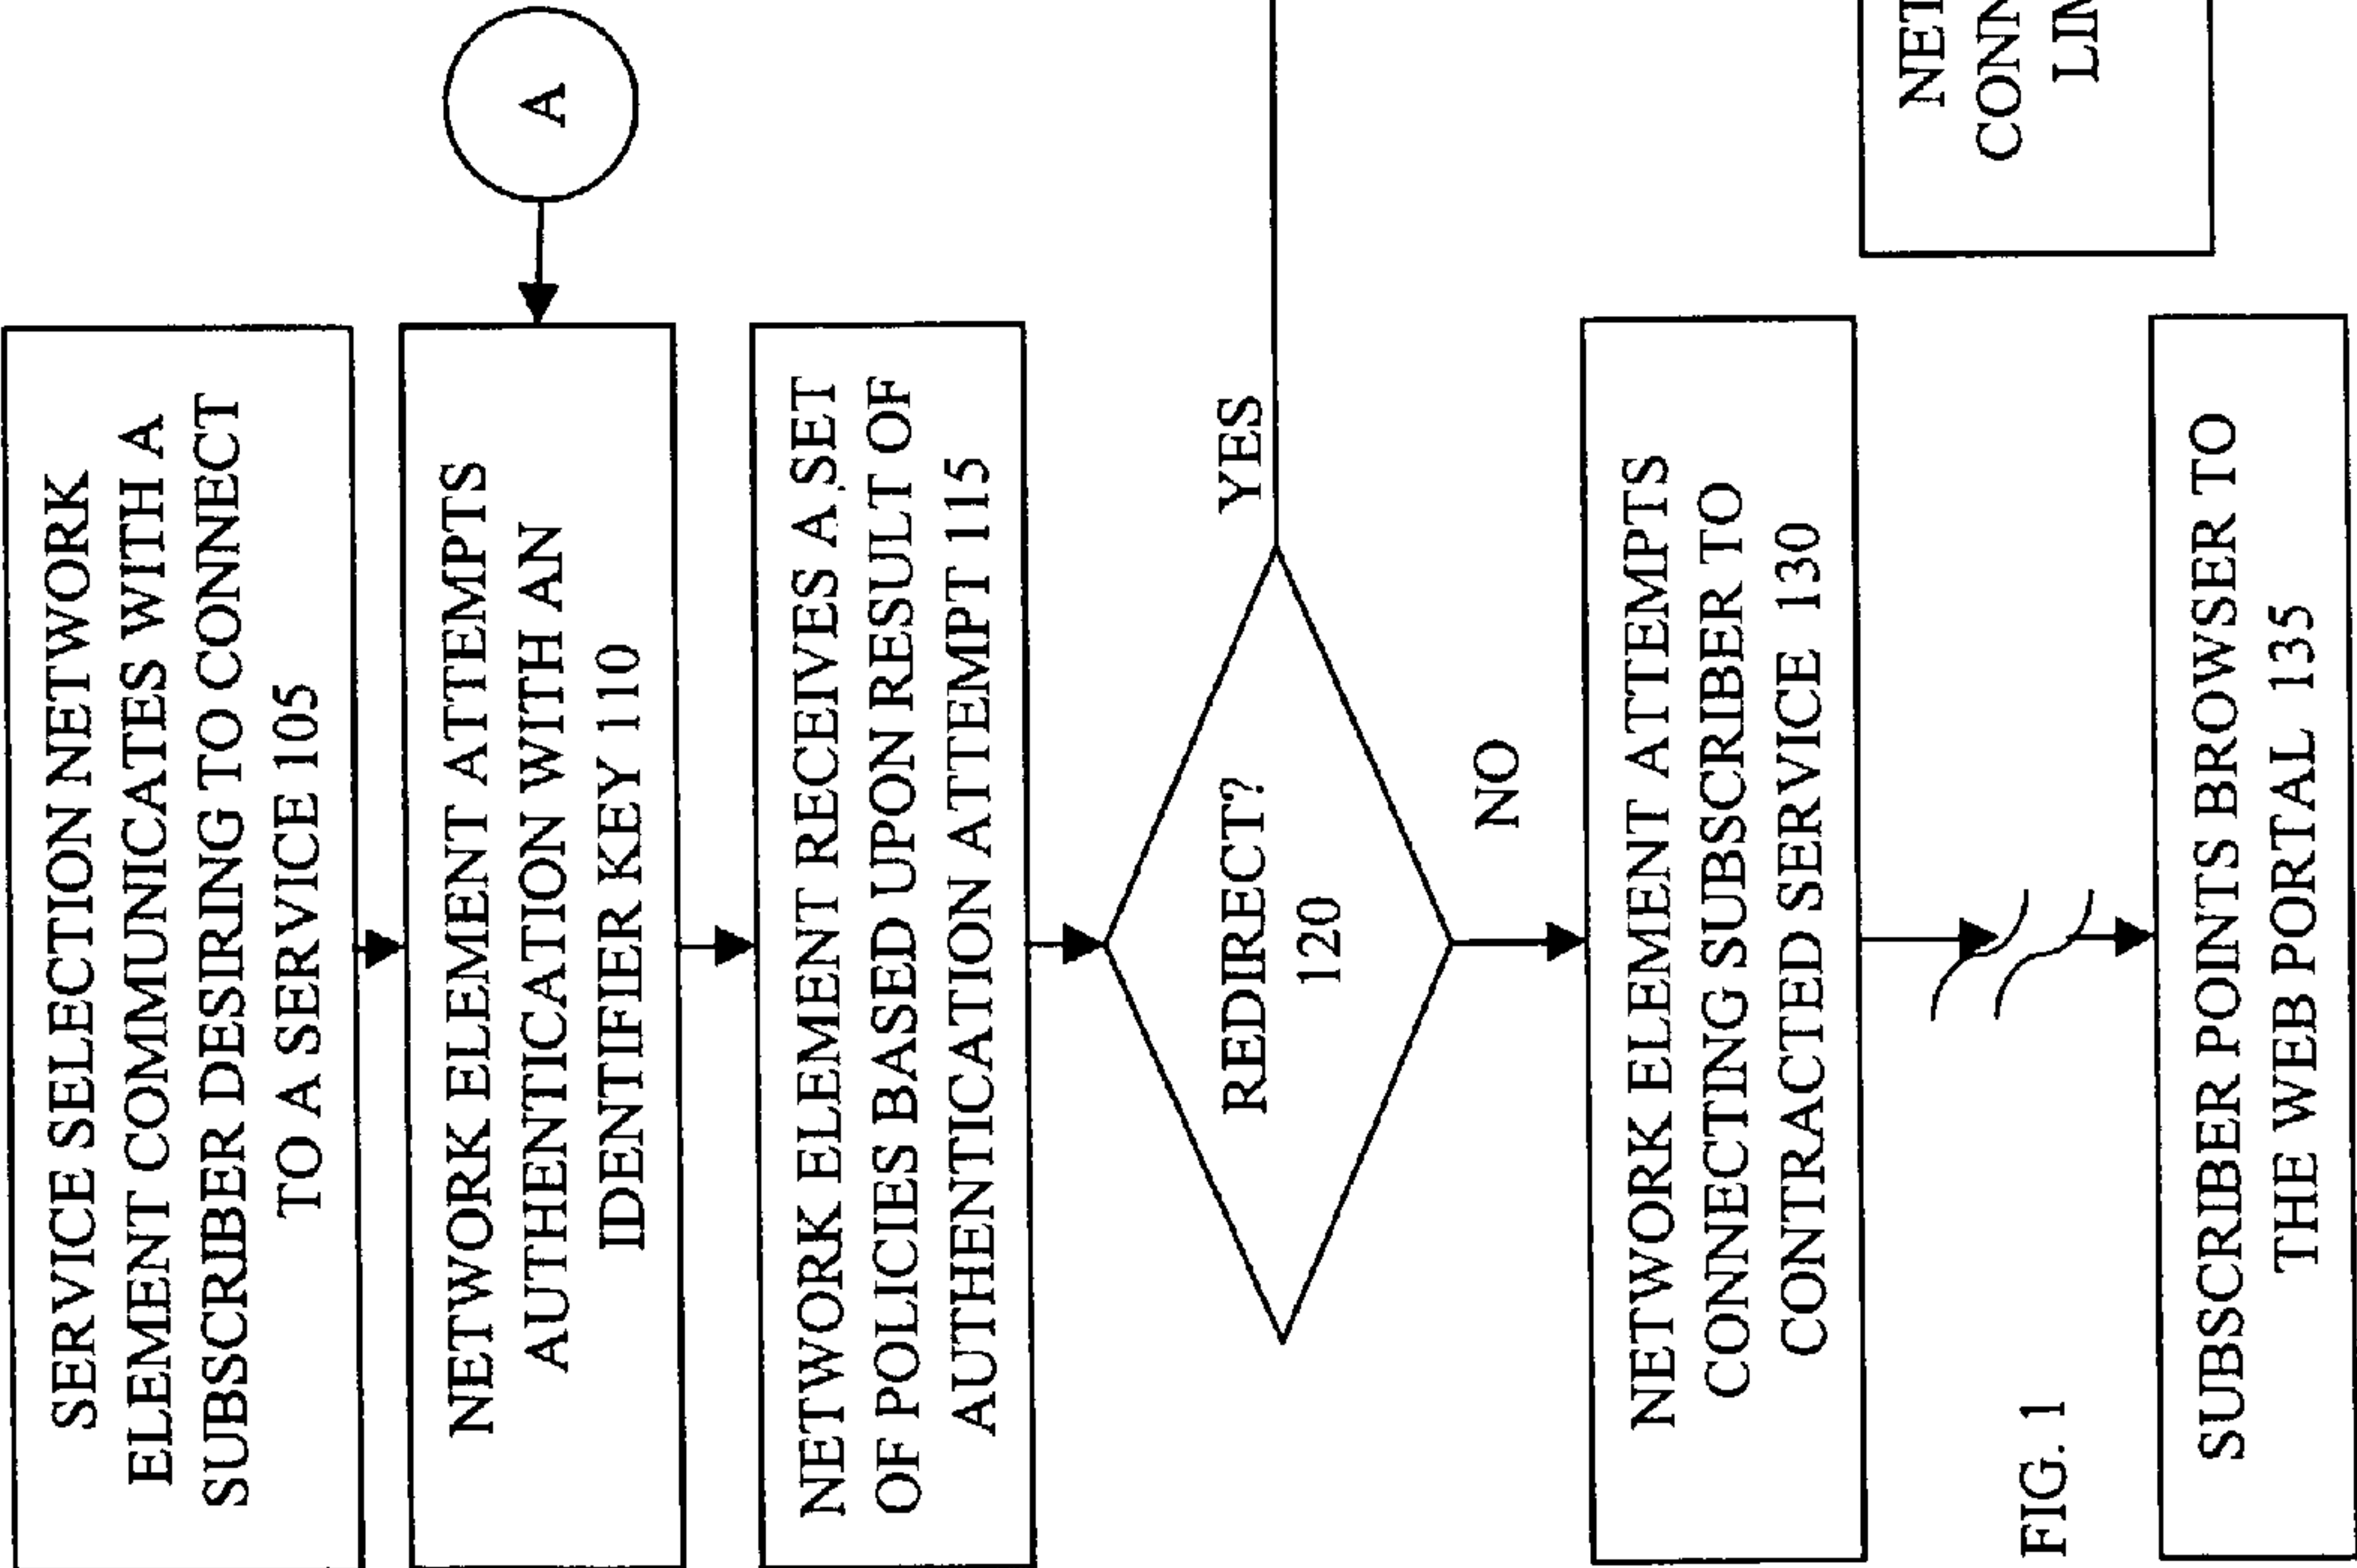 SERVICE SELECTION NETWORK
ELEMENT COMMUNICATES WITH A
SUBSCRIBER DESIRING TO CONNECT
TO A SERVICE 105
A
NETWORK ELEMENT ATTEMPTS
AUTHENTICATION WITH AN
IDENTIFIER KEY 110
NETWORK ELEMENT RECEIVES A SET
OF POLICIES BASED UPON RESULT OF
AUTHENTICATION ATTEMPT 115
REDIRECT?
120
YES
NO
NETWORK ELEMENT ATTEMPTS
CONNECTING SUBSCRIBER TO
CONTRACTED SERVICE 130
FIG. 1
SUBSCRIBER POINTS BROWSER TO
THE WEB PORTAL 135